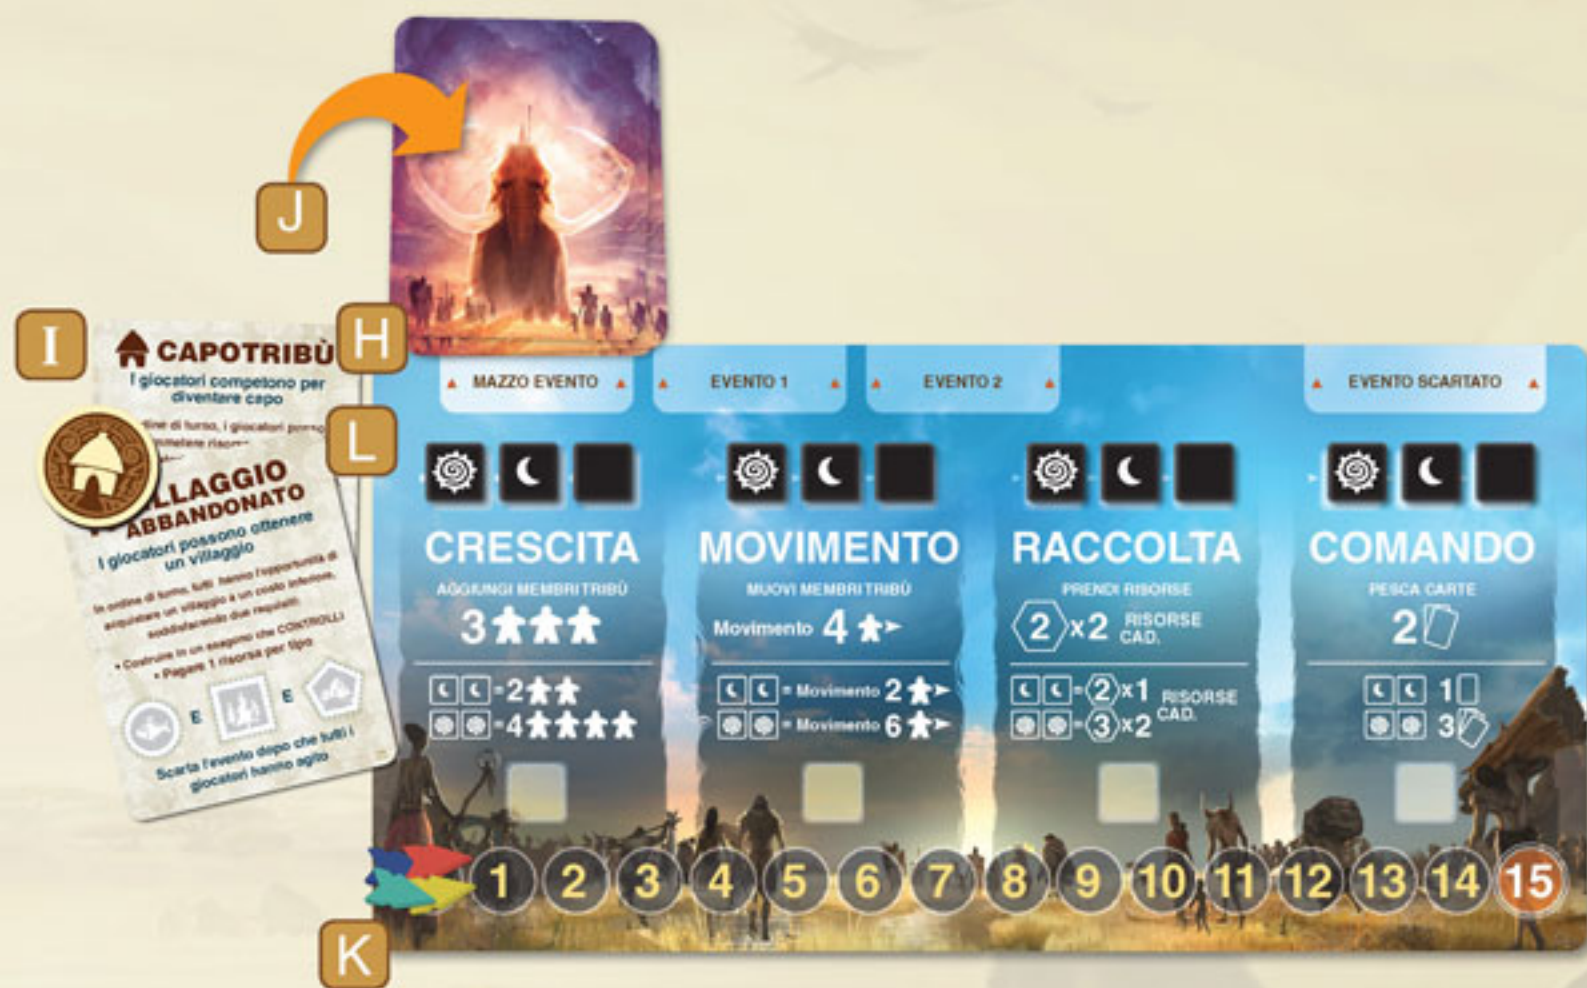 J
I
H
CAPOTRIBÙ
I giocatori competono per
diventare capo
di turno, i giocatori
L
MAZZO EVENTO
EVENTO 1
EVENTO 2
EVENTO SCARTATO
ABBANDONATO
I giocatori possono ottenere
un villaggio
In ordine di turno, tutti hanno l'opportunità di
acquistare un villaggio a un costo inferiore,
soddisfacendo due requisiti:
• Costruire in un esagono che CONTROLLI
• Pagare 1 risorsa per tipo
E
E
Scarta l'evento dopo che tutti i
giocatori hanno agito
CRESCITA
AGGIUNGI MEMBRI TRIBÙ
3
= 2
= 4
MOVIMENTO
MUOVI MEMBRI TRIBÙ
Movimento 4
= Movimento 2
= Movimento 6
RACCOLTA
PRENDI RISORSE
2 x2 RISORSE
CAD.
= 2 x1 RISORSE
CAD.
= 3 x2
COMANDO
PESCA CARTE
2
1
3
1 2 3 4 5 6 7 8 9 10 11 12 13 14 15
K